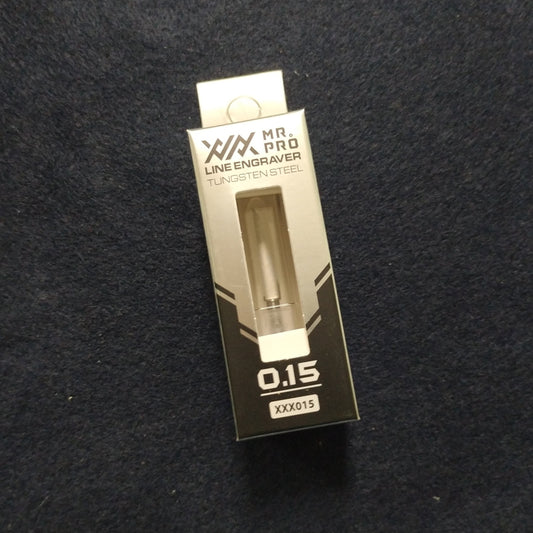 MR.
PRO
LINE ENGRAVER
TUNGSTEN STEEL
0.15
XXX015